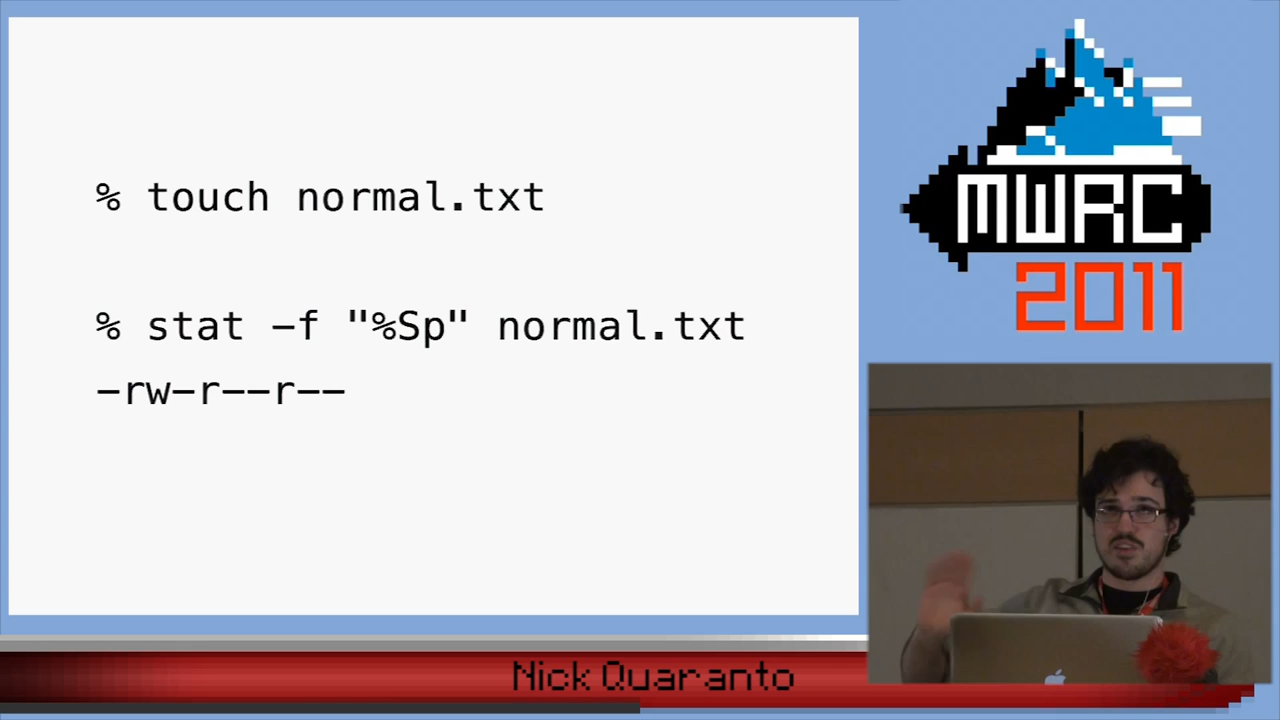 % touch normal.txt
% stat -f "%Sp" normal.txt
-rw-r--r--
MWRC
2011
Nick Quaranto